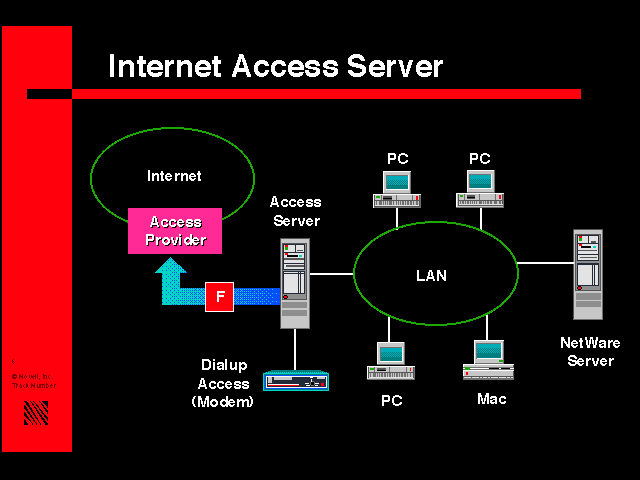 Internet Access Server
PC
PC
Internet
Access
Server
Access
Provider
LAN
F
NetWare
Server
Dialup
Access
(Modem)
PC
Mac
© Novell, Inc.
Track Number